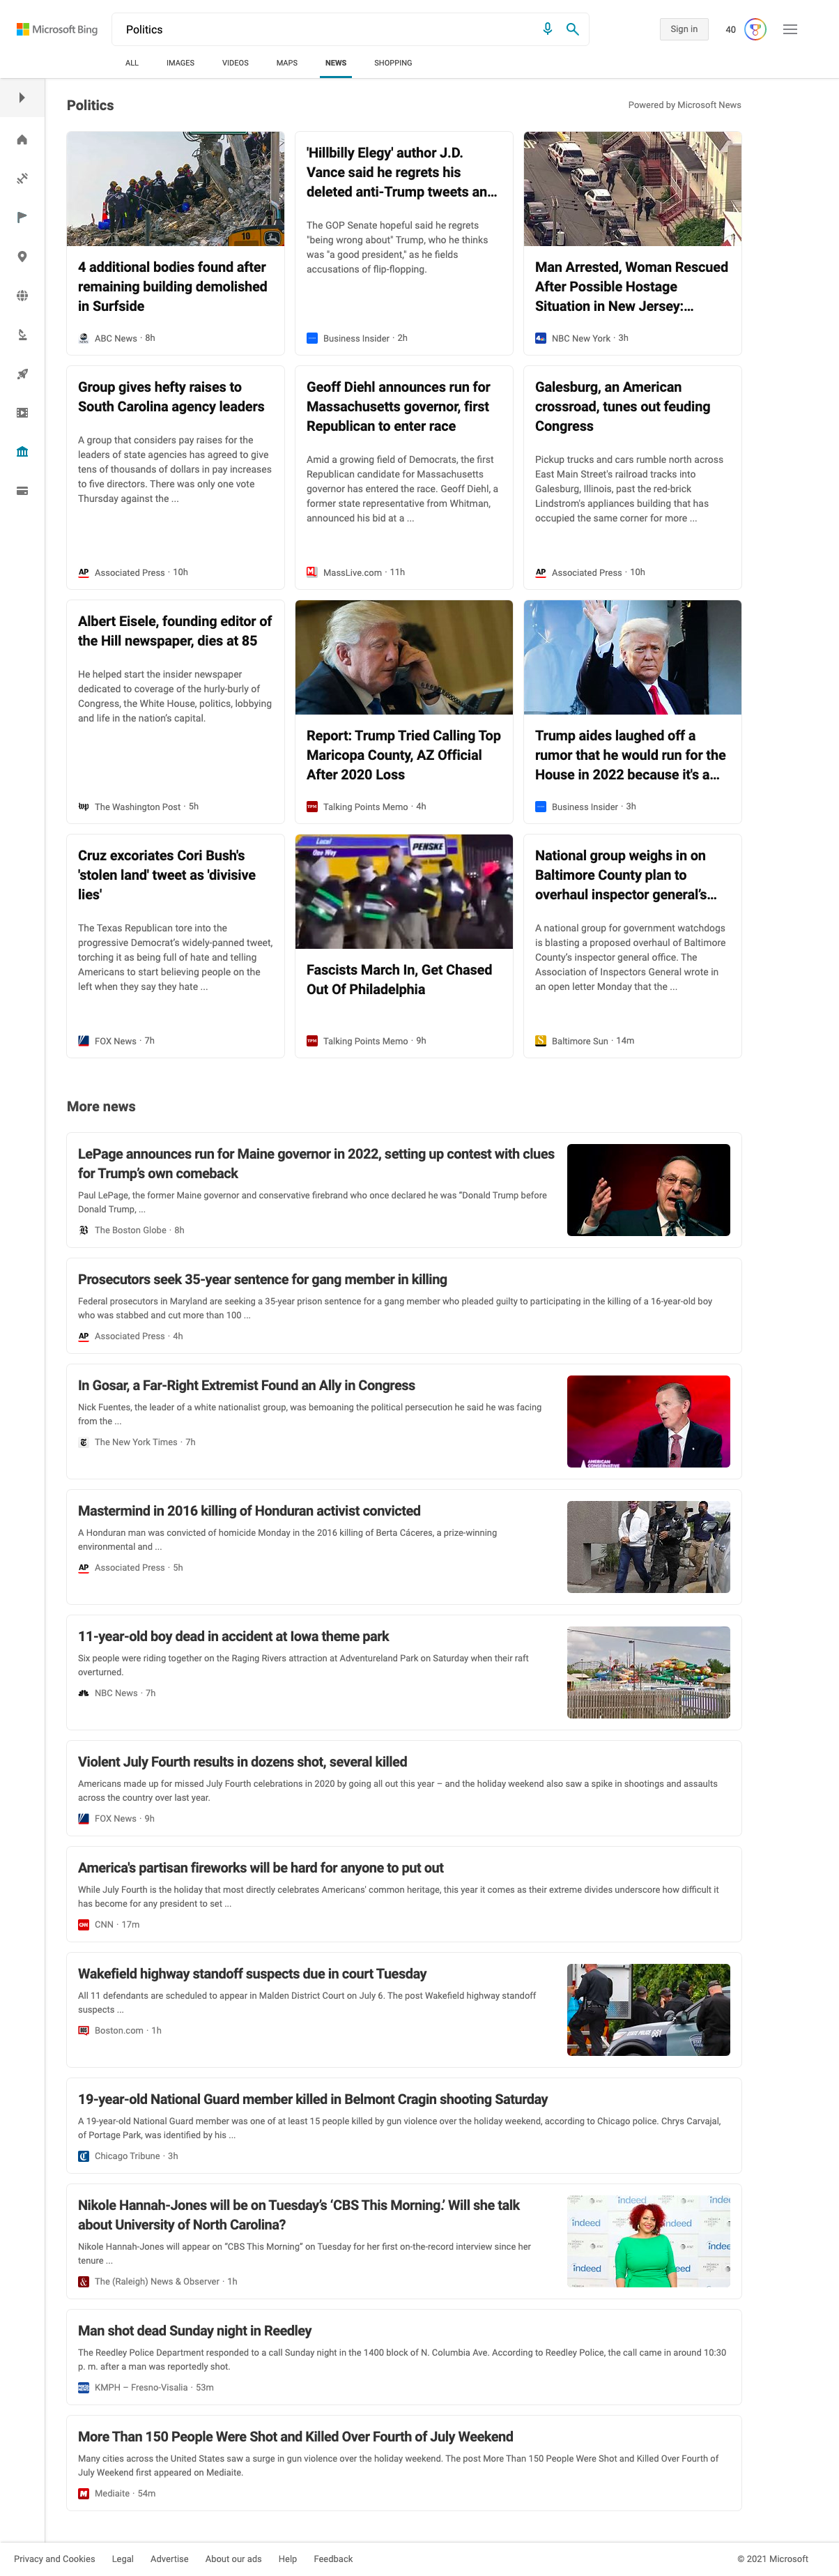 Microsoft Bing
Politics
Sign in
40
ALL IMAGES VIDEOS MAPS NEWS SHOPPING
Politics
Powered by Microsoft News
10
4 additional bodies found after
remaining building demolished
in Surfside
ABC News · 8h
'Hillbilly Elegy' author J.D.
Vance said he regrets his
deleted anti-Trump tweets an...
The GOP Senate hopeful said he regrets
"being wrong about" Trump, who he thinks
was "a good president," as he fields
accusations of flip-flopping.
Business Insider · 2h
Man Arrested, Woman Rescued
After Possible Hostage
Situation in New Jersey:...
NBC New York · 3h
Group gives hefty raises to
South Carolina agency leaders
A group that considers pay raises for the
leaders of state agencies has agreed to give
tens of thousands of dollars in pay increases
to five directors. There was only one vote
Thursday against the ...
AP Associated Press · 10h
Geoff Diehl announces run for
Massachusetts governor, first
Republican to enter race
Amid a growing field of Democrats, the first
Republican candidate for Massachusetts
governor has entered the race. Geoff Diehl, a
former state representative from Whitman,
announced his bid at a ...
MassLive.com · 11h
Galesburg, an American
crossroad, tunes out feuding
Congress
Pickup trucks and cars rumble north across
East Main Street's railroad tracks into
Galesburg, Illinois, past the red-brick
Lindstrom's appliances building that has
occupied the same corner for more ...
AP Associated Press · 10h
Albert Eisele, founding editor of
the Hill newspaper, dies at 85
He helped start the insider newspaper
dedicated to coverage of the hurly-burly of
Congress, the White House, politics, lobbying
and life in the nation's capital.
wp The Washington Post · 5h
Report: Trump Tried Calling Top
Maricopa County, AZ Official
After 2020 Loss
TPM Talking Points Memo · 4h
Trump aides laughed off a
rumor that he would run for the
House in 2022 because it's a...
Business Insider · 3h
Cruz excoriates Cori Bush's
'stolen land' tweet as 'divisive
lies'
The Texas Republican tore into the
progressive Democrat's widely-panned tweet,
torching it as being full of hate and telling
Americans to start believing people on the
left when they say they hate ...
FOX News · 7h
Local
One Way
PENSKE
Fascists March In, Get Chased
Out Of Philadelphia
TPM Talking Points Memo · 9h
National group weighs in on
Baltimore County plan to
overhaul inspector general's...
A national group for government watchdogs
is blasting a proposed overhaul of Baltimore
County's inspector general office. The
Association of Inspectors General wrote in
an open letter Monday that the ...
Baltimore Sun · 14m
More news
LePage announces run for Maine governor in 2022, setting up contest with clues
for Trump's own comeback
Paul LePage, the former Maine governor and conservative firebrand who once declared he was "Donald Trump before
Donald Trump, ...
The Boston Globe · 8h
Prosecutors seek 35-year sentence for gang member in killing
Federal prosecutors in Maryland are seeking a 35-year prison sentence for a gang member who pleaded guilty to participating in the killing of a 16-year-old boy
who was stabbed and cut more than 100 ...
AP Associated Press · 4h
In Gosar, a Far-Right Extremist Found an Ally in Congress
Nick Fuentes, the leader of a white nationalist group, was bemoaning the political persecution he said he was facing
from the ...
The New York Times · 7h
AMERICAN
CONSERVATIVE
Mastermind in 2016 killing of Honduran activist convicted
A Honduran man was convicted of homicide Monday in the 2016 killing of Berta Cáceres, a prize-winning
environmental and ...
AP Associated Press · 5h
11-year-old boy dead in accident at Iowa theme park
Six people were riding together on the Raging Rivers attraction at Adventureland Park on Saturday when their raft
overturned.
NBC News · 7h
Violent July Fourth results in dozens shot, several killed
Americans made up for missed July Fourth celebrations in 2020 by going all out this year – and the holiday weekend also saw a spike in shootings and assaults
across the country over last year.
FOX News · 9h
America's partisan fireworks will be hard for anyone to put out
While July Fourth is the holiday that most directly celebrates Americans' common heritage, this year it comes as their extreme divides underscore how difficult it
has become for any president to set ...
CNN CNN · 17m
Wakefield highway standoff suspects due in court Tuesday
All 11 defendants are scheduled to appear in Malden District Court on July 6. The post Wakefield highway standoff
suspects ...
Boston.com · 1h
661
19-year-old National Guard member killed in Belmont Cragin shooting Saturday
A 19-year-old National Guard member was one of at least 15 people killed by gun violence over the holiday weekend, according to Chicago police. Chrys Carvajal,
of Portage Park, was identified by his ...
Chicago Tribune · 3h
Nikole Hannah-Jones will be on Tuesday's 'CBS This Morning.' Will she talk
about University of North Carolina?
Nikole Hannah-Jones will appear on "CBS This Morning" on Tuesday for her first on-the-record interview since her
tenure ...
The (Raleigh) News & Observer · 1h
indeed
indeed
indeed
Man shot dead Sunday night in Reedley
The Reedley Police Department responded to a call Sunday night in the 1400 block of N. Columbia Ave. According to Reedley Police, the call came in around 10:30
p. m. after a man was reportedly shot.
KMPH – Fresno-Visalia · 53m
More Than 150 People Were Shot and Killed Over Fourth of July Weekend
Many cities across the United States saw a surge in gun violence over the holiday weekend. The post More Than 150 People Were Shot and Killed Over Fourth of
July Weekend first appeared on Mediaite.
M Mediaite · 54m
Privacy and Cookies Legal Advertise About our ads Help Feedback © 2021 Microsoft